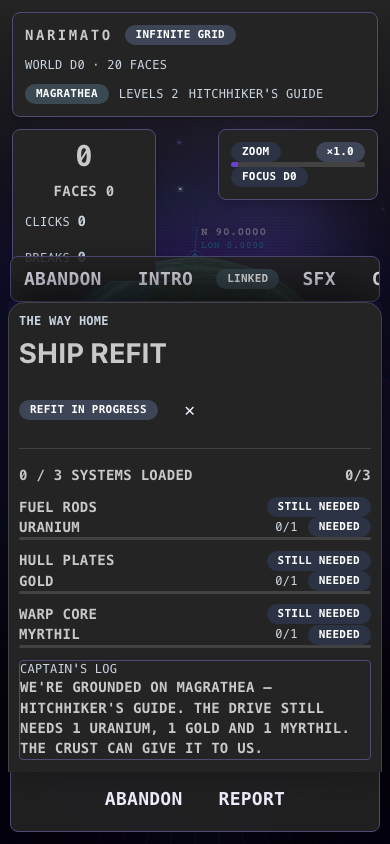 NARIMATO INFINITE GRID
WORLD D0 · 20 FACES
MAGRATHEA LEVELS 2 HITCHHIKER'S GUIDE
0
FACES 0
CLICKS 0
BREAKS 0
ZOOM ×1.0
FOCUS D0
N 90.0000
LON 0.0000
ABANDON INTRO LINKED SFX
THE WAY HOME
SHIP REFIT
REFIT IN PROGRESS ×
0 / 3 SYSTEMS LOADED 0/3
FUEL RODS STILL NEEDED
URANIUM 0/1 NEEDED
HULL PLATES STILL NEEDED
GOLD 0/1 NEEDED
WARP CORE STILL NEEDED
MYRTHIL 0/1 NEEDED
CAPTAIN'S LOG
WE'RE GROUNDED ON MAGRATHEA —
HITCHHIKER'S GUIDE. THE DRIVE STILL
NEEDS 1 URANIUM, 1 GOLD AND 1 MYRTHIL.
THE CRUST CAN GIVE IT TO US.
ABANDON REPORT